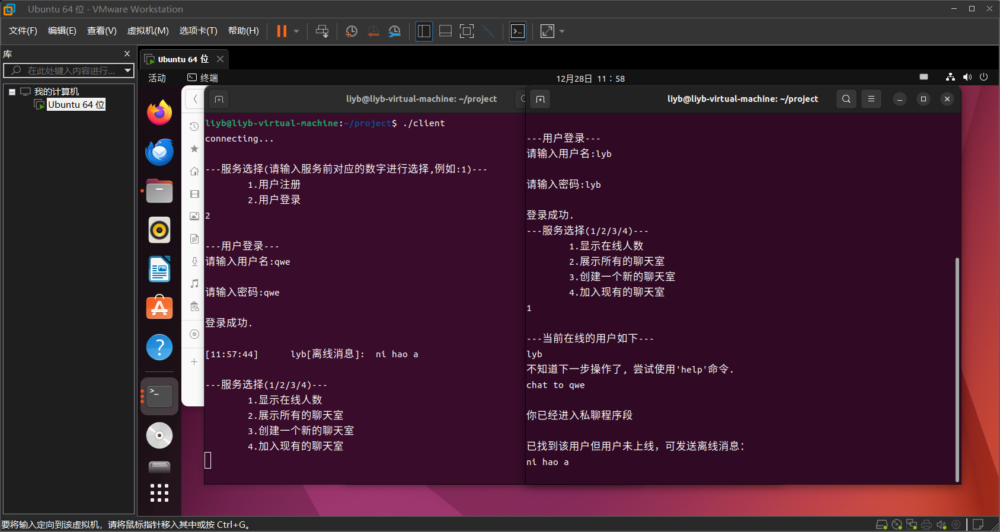 Ubuntu 64 位 - VMware Workstation
文件(F) 编辑(E) 查看(V) 虚拟机(M) 选项卡(T) 帮助(H)
库
在此处键入内容进行...
我的计算机
Ubuntu 64 位
Ubuntu 64 位
活动 终端 12月28日 11：58
liyb@liyb-virtual-machine: ~/project
liyb@liyb-virtual-machine:~/project$ ./client
connecting...
---服务选择(请输入服务前对应的数字进行选择,例如:1)---
1.用户注册
2.用户登录
2
---用户登录---
请输入用户名:qwe
请输入密码:qwe
登录成功.
[11:57:44] lyb[离线消息]: ni hao a
---服务选择(1/2/3/4)---
1.显示在线人数
2.展示所有的聊天室
3.创建一个新的聊天室
4.加入现有的聊天室
liyb@liyb-virtual-machine: ~/project
---用户登录---
请输入用户名:lyb
请输入密码:lyb
登录成功.
---服务选择(1/2/3/4)---
1.显示在线人数
2.展示所有的聊天室
3.创建一个新的聊天室
4.加入现有的聊天室
1
---当前在线的用户如下---
lyb
不知道下一步操作了, 尝试使用'help'命令.
chat to qwe
你已经进入私聊程序段
已找到该用户但用户未上线，可发送离线消息:
ni hao a
要将输入定向到该虚拟机，请将鼠标指针移入其中或按 Ctrl+G。